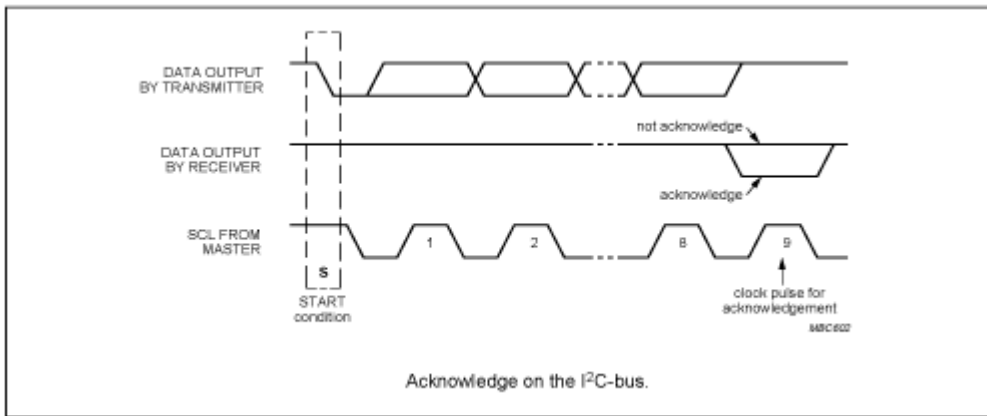 DATA OUTPUT
BY TRANSMITTER
not acknowledge
DATA OUTPUT
BY RECEIVER
acknowledge
SCL FROM
MASTER
1
2
8
9
S
START
condition
clock pulse for
acknowledgement
MBC602
Acknowledge on the I²C-bus.